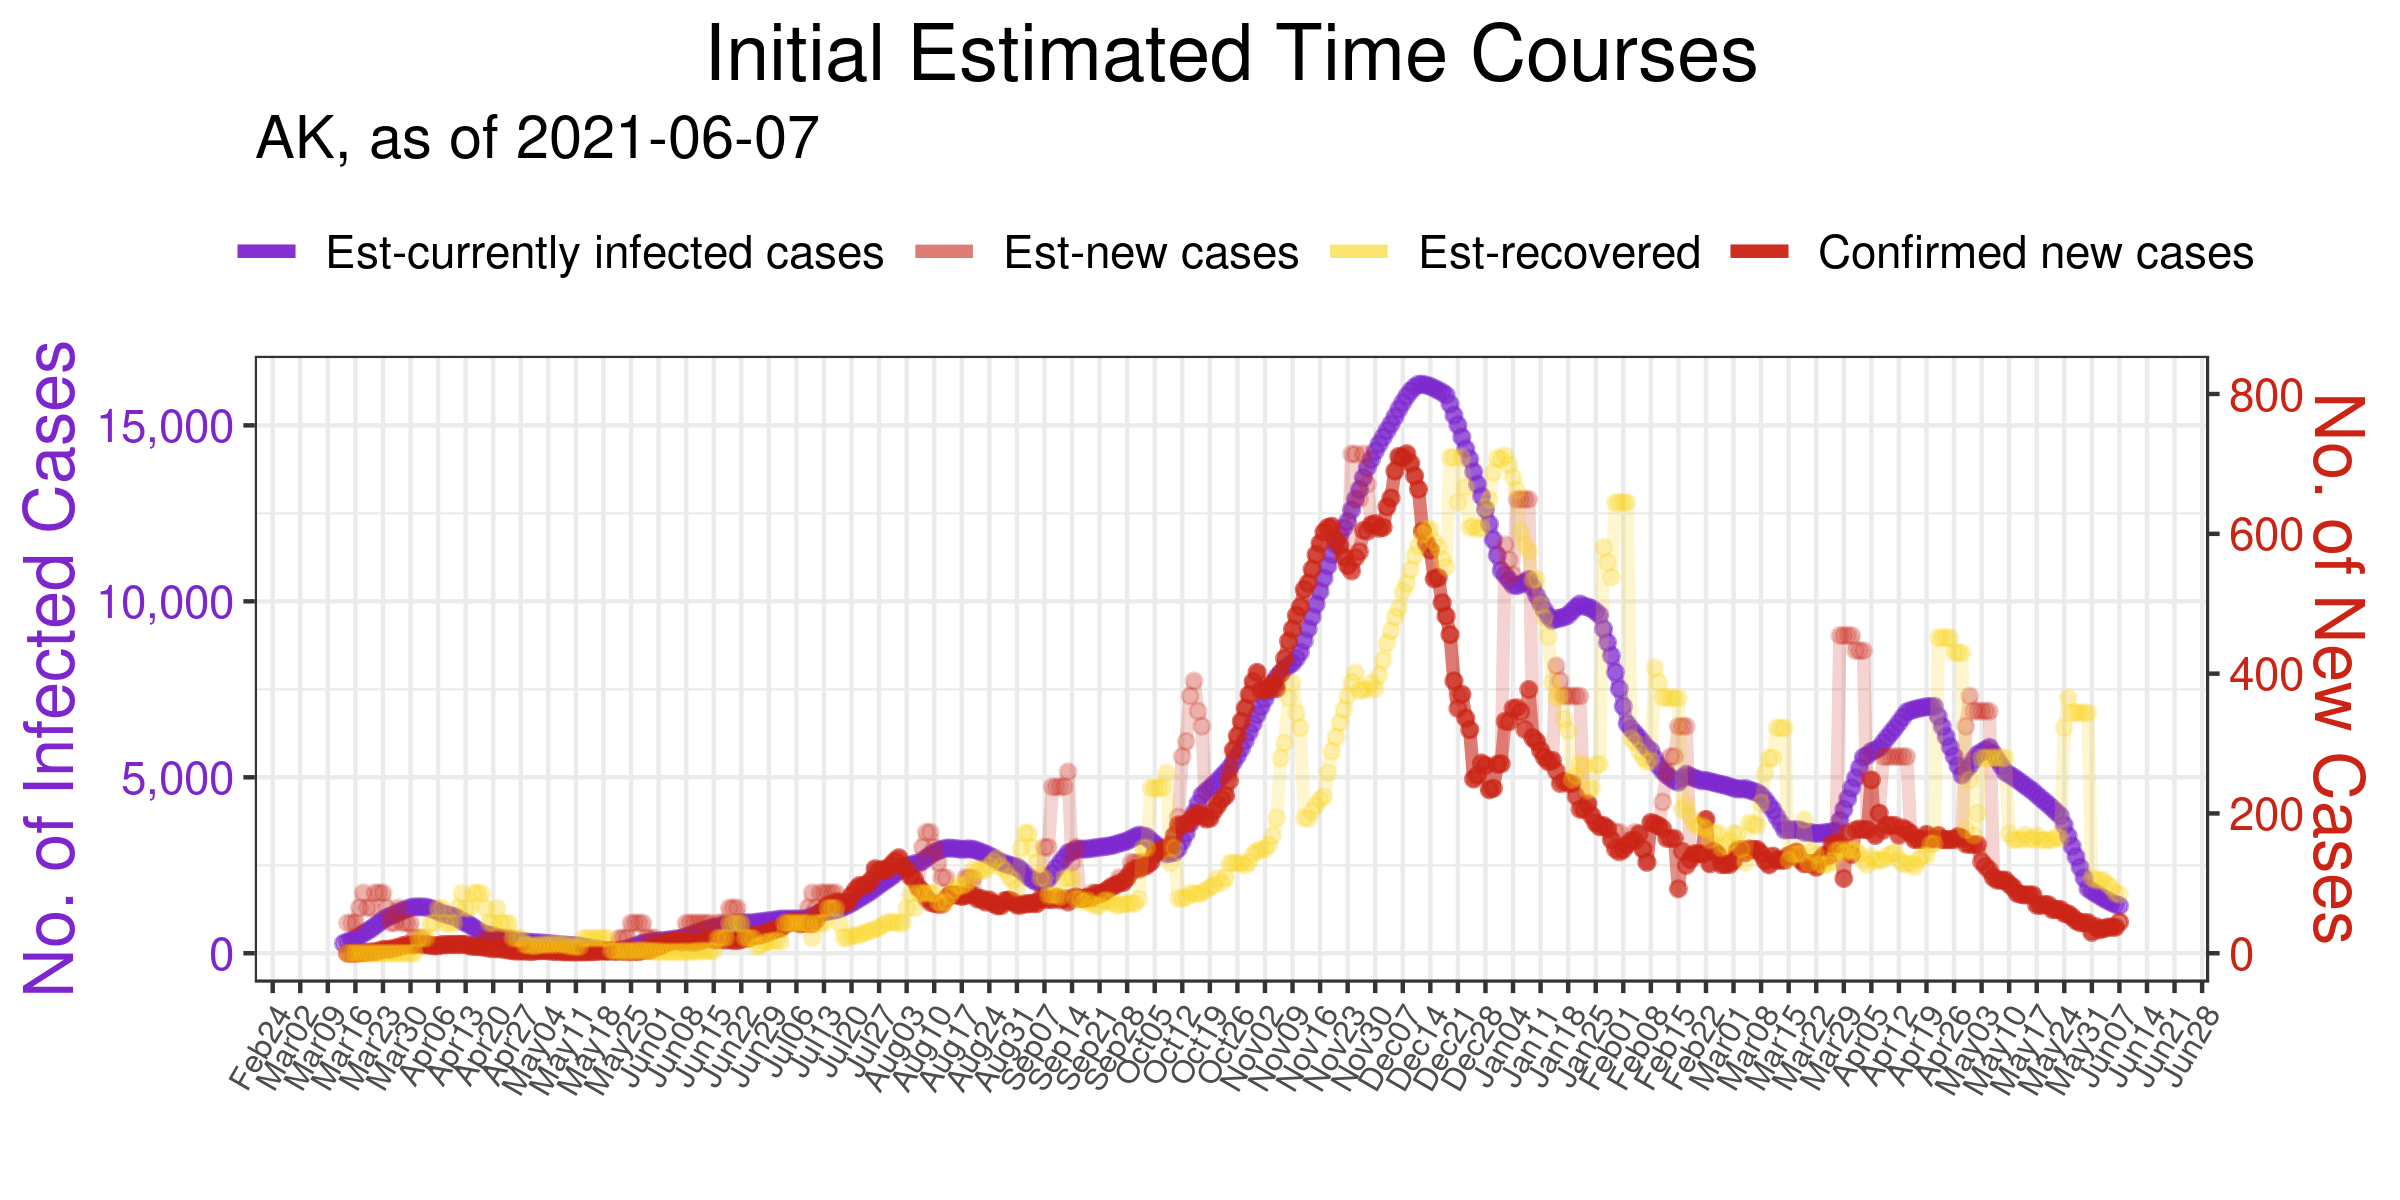 Initial Estimated Time Courses
AK, as of 2021-06-07
Est-currently infected cases Est-new cases Est-recovered Confirmed new cases
No. of Infected Cases
15,000
10,000
5,000
0
800
600
400
200
0
No. of New Cases
Feb24 Mar02 Mar09 Mar16 Mar23 Mar30 Apr06 Apr13 Apr20 Apr27 May04 May11 May18 May25 Jun01 Jun08 Jun15 Jun22 Jun29 Jul06 Jul13 Jul20 Jul27 Aug03 Aug10 Aug17 Aug24 Aug31 Sep07 Sep14 Sep21 Sep28 Oct05 Oct12 Oct19 Oct26 Nov02 Nov09 Nov16 Nov23 Nov30 Dec07 Dec14 Dec21 Dec28 Jan04 Jan11 Jan18 Jan25 Feb01 Feb08 Feb15 Feb22 Mar01 Mar08 Mar15 Mar22 Mar29 Apr05 Apr12 Apr19 Apr26 May03 May10 May17 May24 May31 Jun07 Jun14 Jun21 Jun28